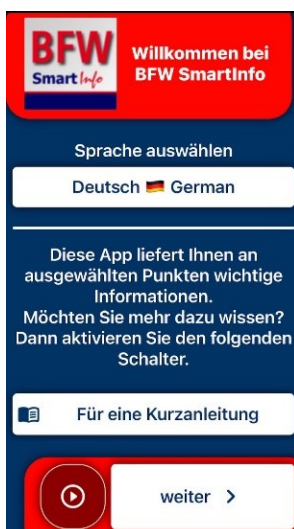 BFW
Smart Info
Willkommen bei
BFW SmartInfo
Sprache auswählen
Deutsch 🇩🇪 German
Diese App liefert Ihnen an
ausgewählten Punkten wichtige
Informationen.
Möchten Sie mehr dazu wissen?
Dann aktivieren Sie den folgenden
Schalter.
Für eine Kurzanleitung
weiter >